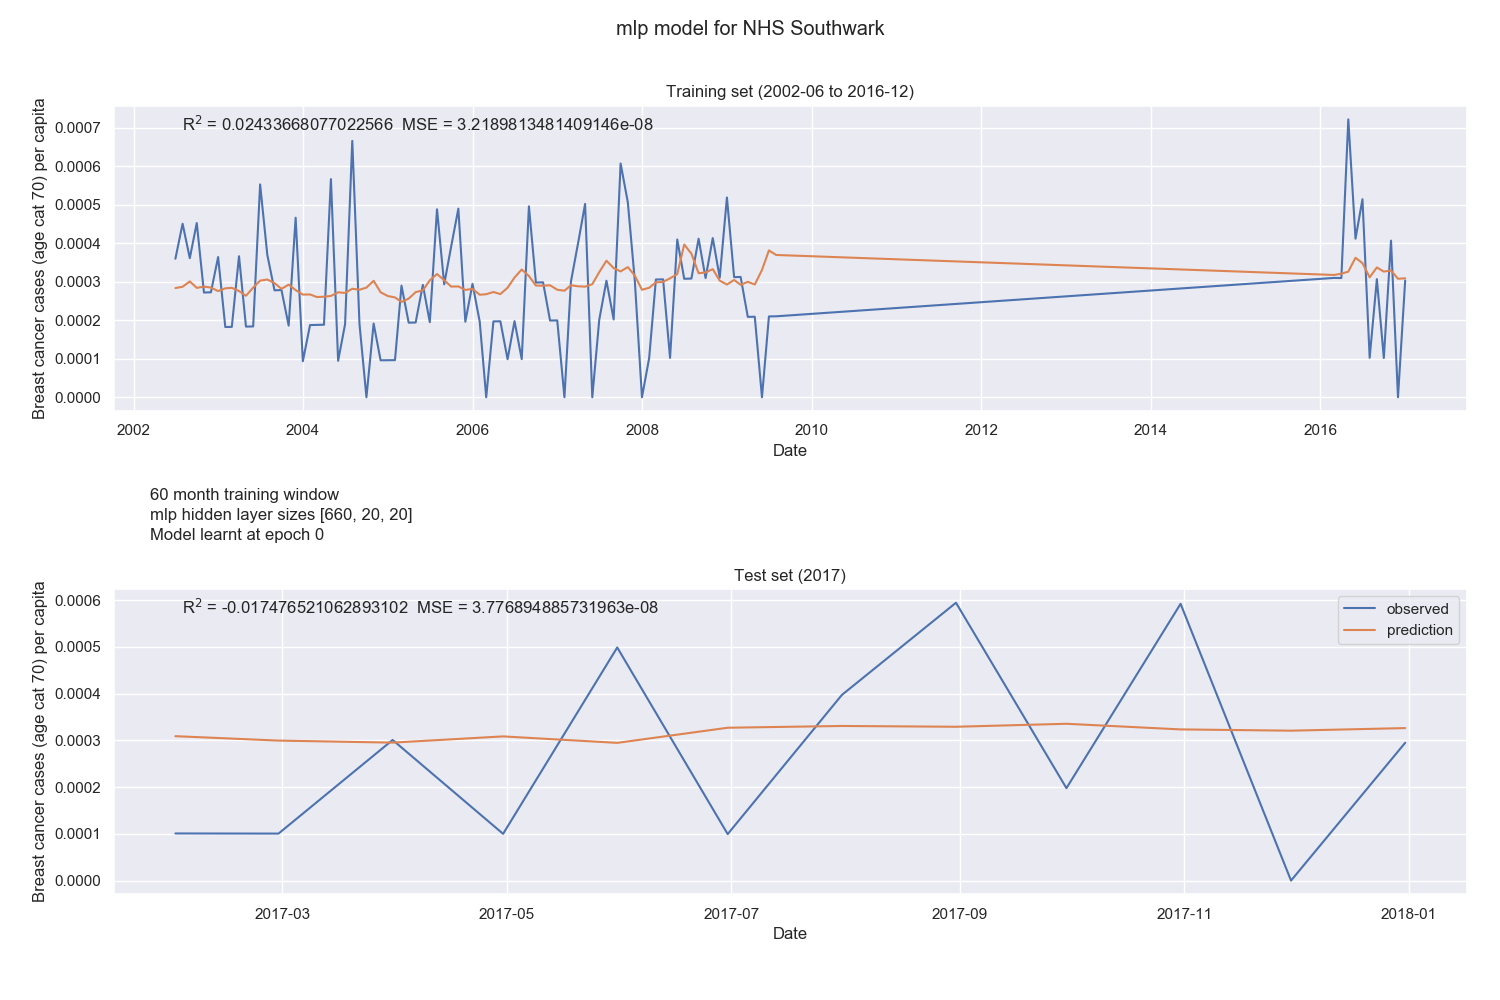 mlp model for NHS Southwark
Training set (2002-06 to 2016-12)
R² = 0.02433668077022566 MSE = 3.2189813481409146e-08
Breast cancer cases (age cat 70) per capita
0.0007
0.0006
0.0005
0.0004
0.0003
0.0002
0.0001
0.0000
2002 2004 2006 2008 2010 2012 2014 2016
Date
60 month training window
mlp hidden layer sizes [660, 20, 20]
Model learnt at epoch 0
Test set (2017)
R² = -0.017476521062893102 MSE = 3.776894885731963e-08
observed
prediction
Breast cancer cases (age cat 70) per capita
0.0006
0.0005
0.0004
0.0003
0.0002
0.0001
0.0000
2017-03 2017-05 2017-07 2017-09 2017-11 2018-01
Date